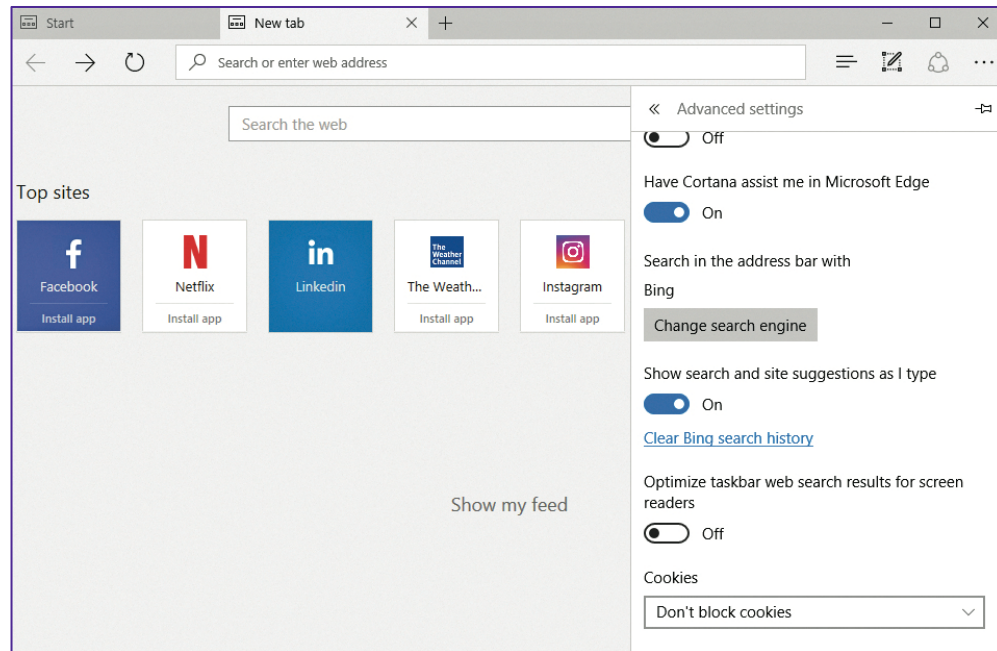 Start
New tab
Search or enter web address
Search the web
Top sites
f
Facebook
Install app
N
Netflix
Install app
in
Linkedin
The
Weather
Channel
The Weath...
Install app
Instagram
Install app
Show my feed
Advanced settings
Off
Have Cortana assist me in Microsoft Edge
On
Search in the address bar with
Bing
Change search engine
Show search and site suggestions as I type
On
Clear Bing search history
Optimize taskbar web search results for screen
readers
Off
Cookies
Don't block cookies